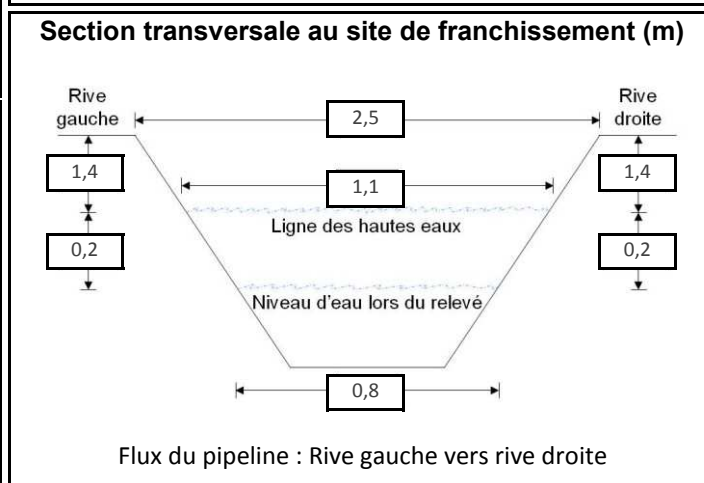 Section transversale au site de franchissement (m)
Rive
gauche
2,5
Rive
droite
1,4
1,1
1,4
Ligne des hautes eaux
0,2
0,2
Niveau d'eau lors du relevé
0,8
Flux du pipeline : Rive gauche vers rive droite